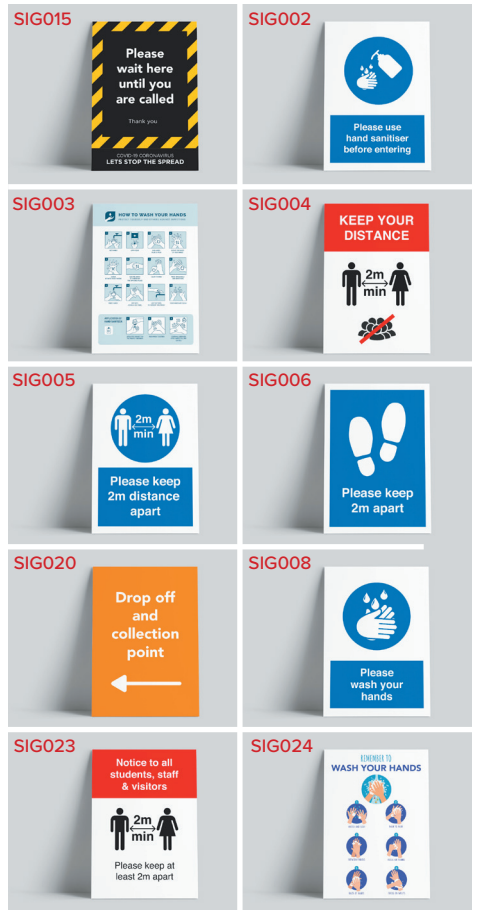 SIG015
Please
wait here
until you
are called
Thank you
COVID-19 CORONAVIRUS
LETS STOP THE SPREAD
SIG002
Please use
hand sanitiser
before entering
SIG003
HOW TO WASH YOUR HANDS
SIG004
KEEP YOUR
DISTANCE
2m
min
SIG005
2m
min
Please keep
2m distance
apart
SIG006
Please keep
2m apart
SIG020
Drop off
and
collection
point
SIG008
Please
wash your
hands
SIG023
Notice to all
students, staff
& visitors
2m
min
Please keep at
least 2m apart
SIG024
REMEMBER TO
WASH YOUR HANDS